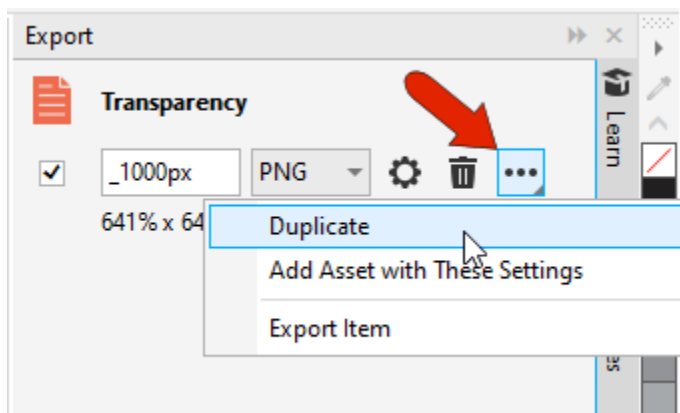 Export
Transparency
_1000px
PNG
641% x 64
Duplicate
Add Asset with These Settings
Export Item
Learn